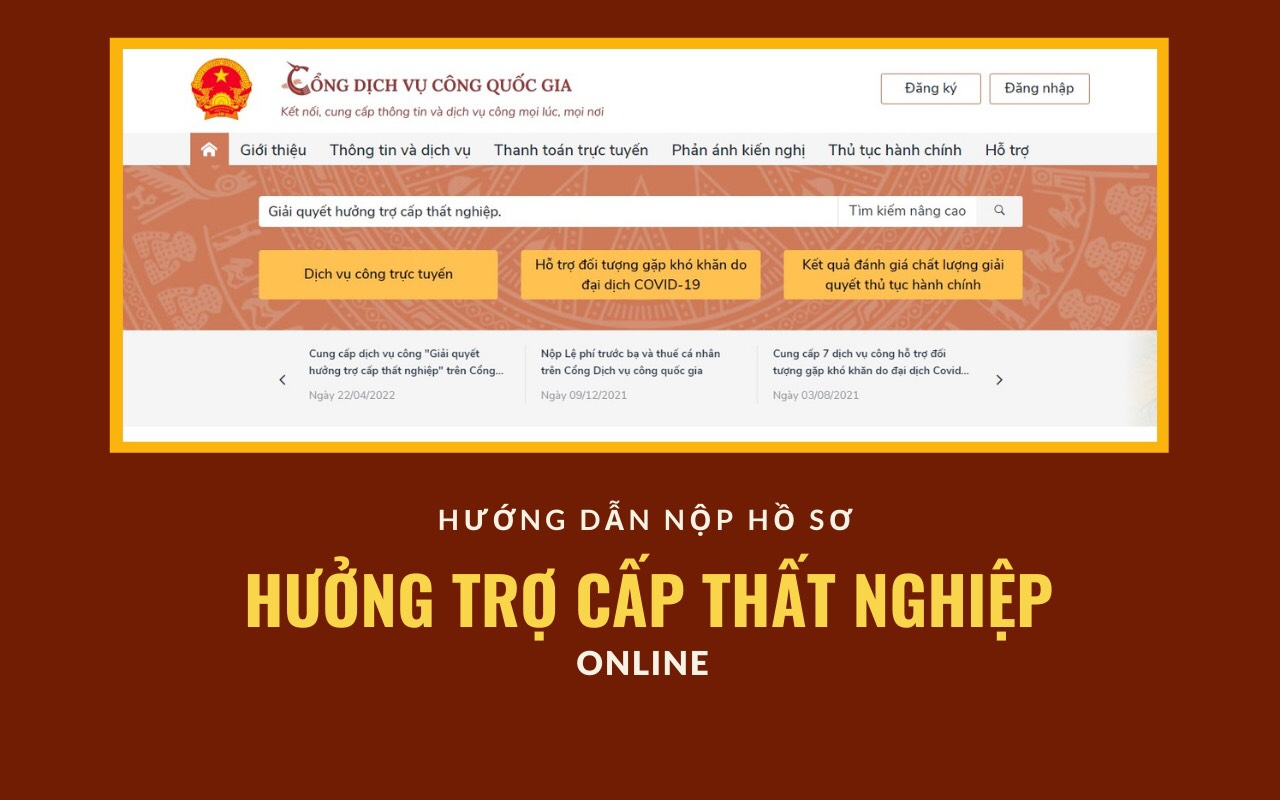 CỔNG DỊCH VỤ CÔNG QUỐC GIA
Kết nối, cung cấp thông tin và dịch vụ công mọi lúc, mọi nơi
Đăng ký
Đăng nhập
Giới thiệu
Thông tin và dịch vụ
Thanh toán trực tuyến
Phản ánh kiến nghị
Thủ tục hành chính
Hỗ trợ
Giải quyết hưởng trợ cấp thất nghiệp.
Tìm kiếm nâng cao
Dịch vụ công trực tuyến
Hỗ trợ đối tượng gặp khó khăn do
đại dịch COVID-19
Kết quả đánh giá chất lượng giải
quyết thủ tục hành chính
Cung cấp dịch vụ công "Giải quyết
hưởng trợ cấp thất nghiệp" trên Cổng...
Ngày 22/04/2022
Nộp Lệ phí trước bạ và thuế cá nhân
trên Cổng Dịch vụ công quốc gia
Ngày 09/12/2021
Cung cấp 7 dịch vụ công hỗ trợ đối
tượng gặp khó khăn do đại dịch Covid...
Ngày 03/08/2021
HƯỚNG DẪN NỘP HỒ SƠ
HƯỞNG TRỢ CẤP THẤT NGHIỆP
ONLINE